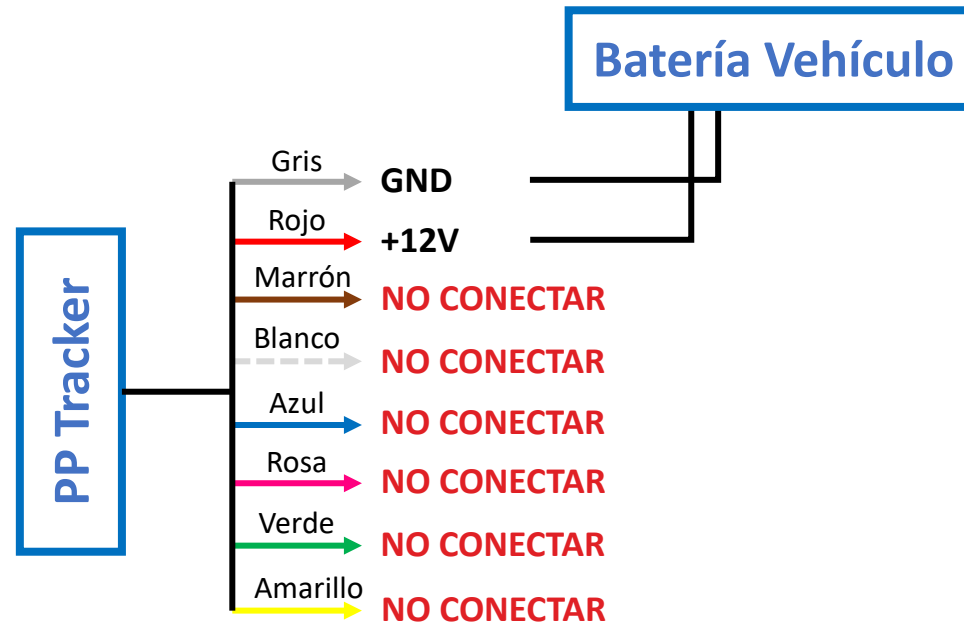 Batería Vehículo
PP Tracker
Gris
GND
Rojo
+12V
Marrón
NO CONECTAR
Blanco
NO CONECTAR
Azul
NO CONECTAR
Rosa
NO CONECTAR
Verde
NO CONECTAR
Amarillo
NO CONECTAR